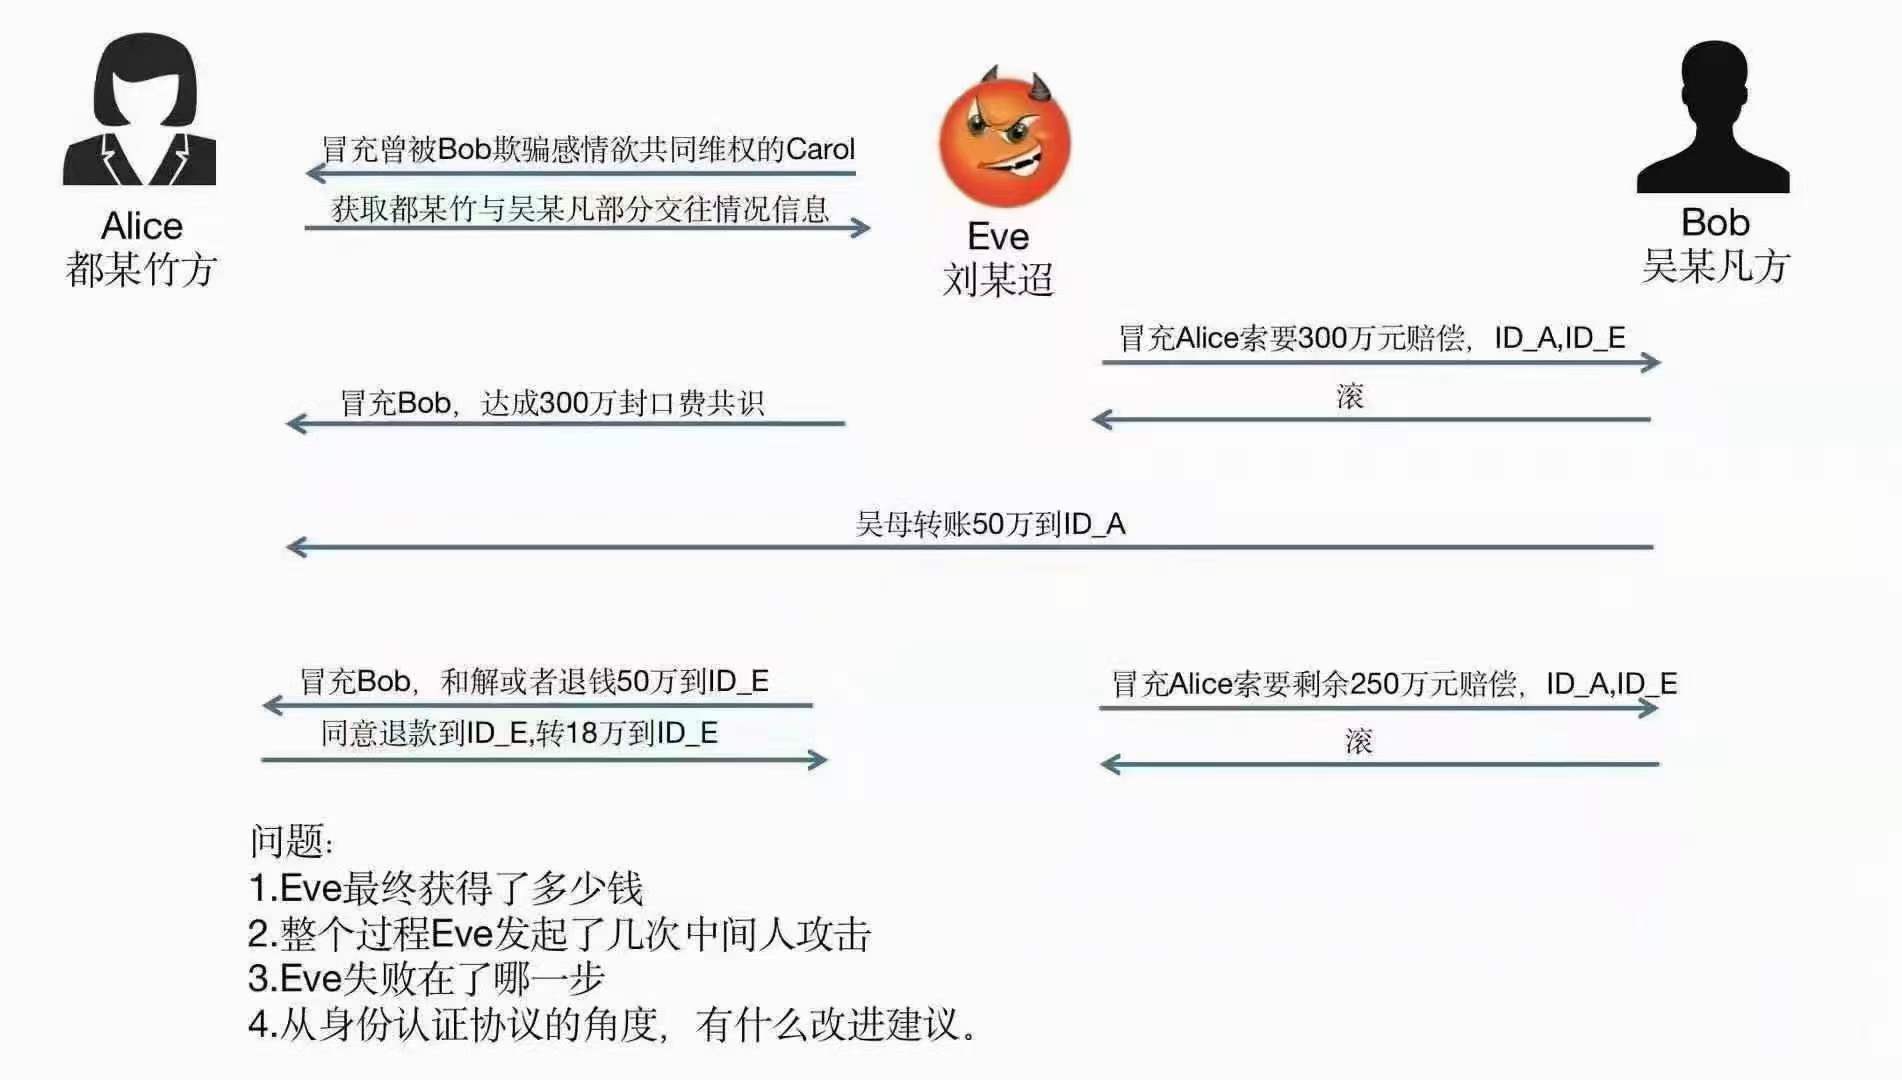 冒充曾被Bob欺骗感情欲共同维权的Carol
获取都某竹与吴某凡部分交往情况信息
Alice
都某竹方
Eve
刘某迢
Bob
吴某凡方
冒充Alice索要300万元赔偿，ID_A,ID_E
滚
冒充Bob，达成300万封口费共识
吴母转账50万到ID_A
冒充Bob，和解或者退钱50万到ID_E
同意退款到ID_E,转18万到ID_E
冒充Alice索要剩余250万元赔偿，ID_A,ID_E
滚
问题：
1.Eve最终获得了多少钱
2.整个过程Eve发起了几次中间人攻击
3.Eve失败在了哪一步
4.从身份认证协议的角度，有什么改进建议。